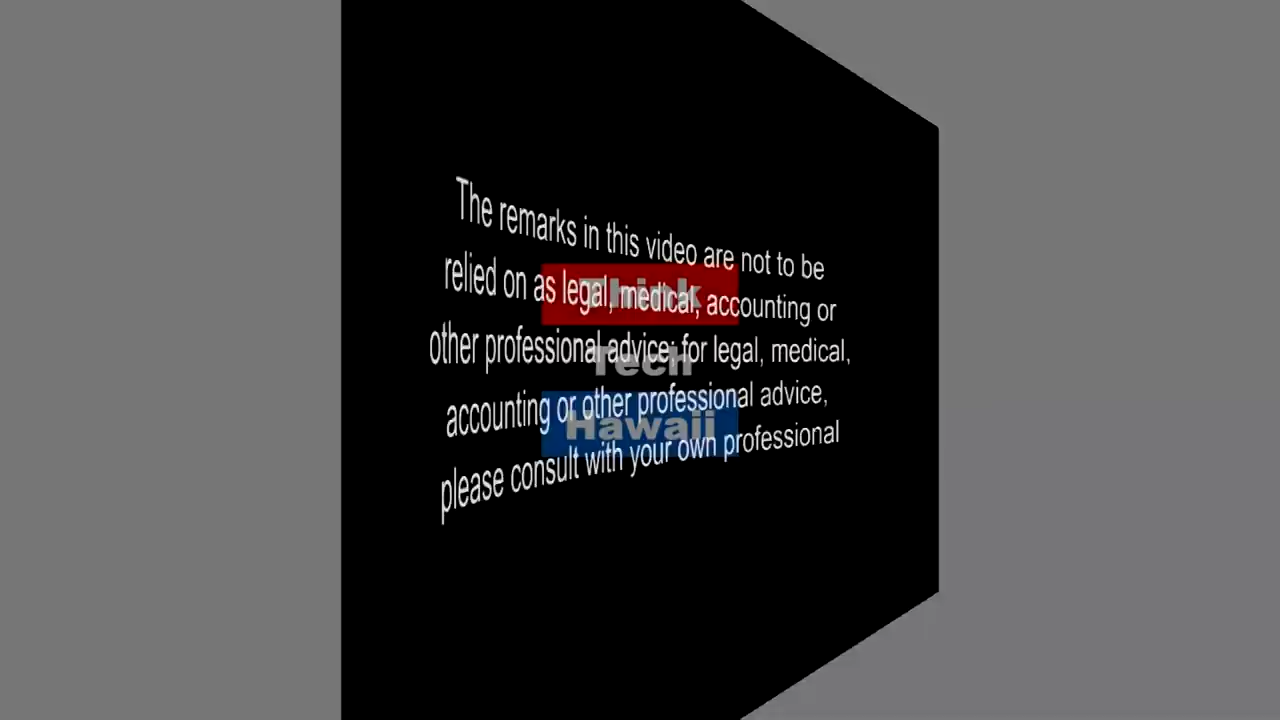 The remarks in this video are not to be
relied on as legal, medical, accounting or
other professional advice; for legal, medical,
accounting or other professional advice,
please consult with your own professional
Think
Tech
Hawaii